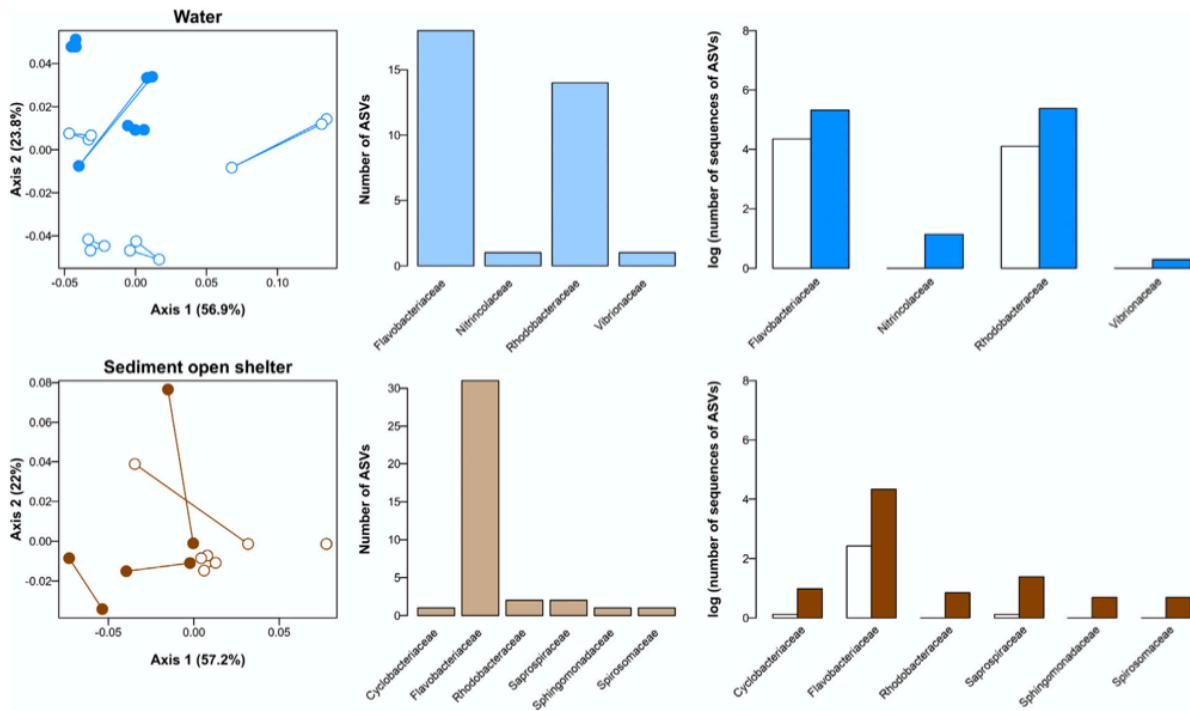 Water
0.04
0.02
0.00
-0.02
-0.04
Axis 2 (23.8%)
-0.05
0.00
0.05
0.10
Axis 1 (56.9%)
Number of ASVs
15
10
5
0
Flavobacteriaceae
Nitrincolaceae
Rhodobacteraceae
Vibrionaceae
log (number of sequences of ASVs)
8
6
4
2
0
Flavobacteriaceae
Nitrincolaceae
Rhodobacteraceae
Vibrionaceae
Sediment open shelter
0.08
0.06
0.04
0.02
0.00
-0.02
Axis 2 (22%)
-0.05
0.00
0.05
Axis 1 (57.2%)
Number of ASVs
30
25
20
15
10
5
0
Cyclobacteriaceae
Flavobacteriaceae
Rhodobacteraceae
Saprospiraceae
Sphingomonadaceae
Spirosomaceae
log (number of sequences of ASVs)
8
6
4
2
0
Cyclobacteriaceae
Flavobacteriaceae
Rhodobacteraceae
Saprospiraceae
Sphingomonadaceae
Spirosomaceae